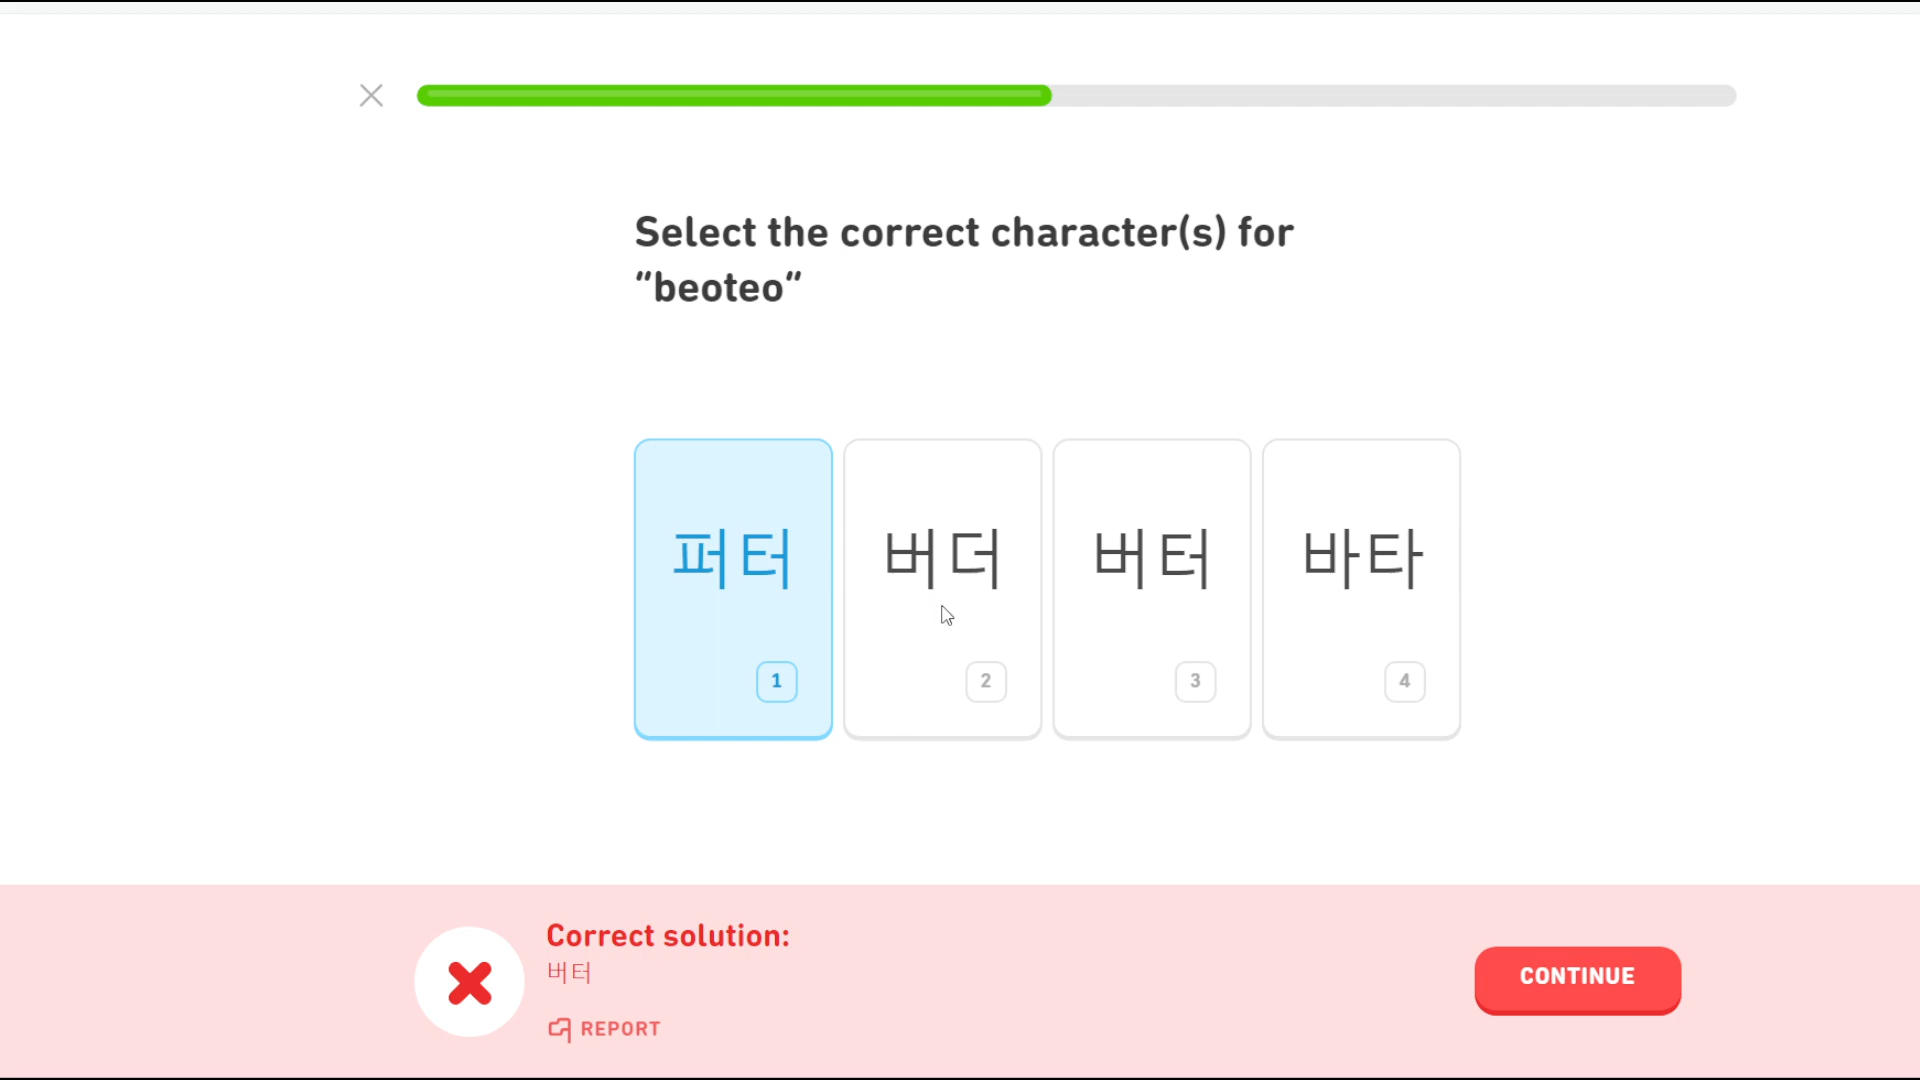 Select the correct character(s) for
"beoteo"
퍼터
버더
버터
바타
1
2
3
4
Correct solution:
버터
REPORT
CONTINUE